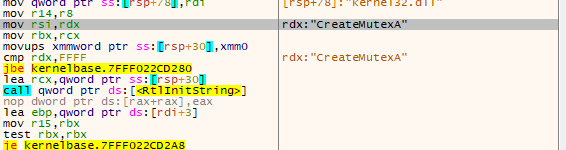 mov qword ptr ss:[rsp+78],rdi [rsp+78]:"kernel32.dll"
mov r14,r8
mov rsi,rdx rdx:"CreateMutexA"
mov rbx,rcx
movups xmmword ptr ss:[rsp+30],xmm0
cmp rdx,FFFF rdx:"CreateMutexA"
jbe kernelbase.7FFF022CD280
lea rcx,qword ptr ss:[rsp+30]
call qword ptr ds:[<RtlInitString>]
nop dword ptr ds:[rax+rax],eax
lea ebp,qword ptr ds:[rdi+3]
mov r15,rbx
test rbx,rbx
je kernelbase.7FFF022CD2A8